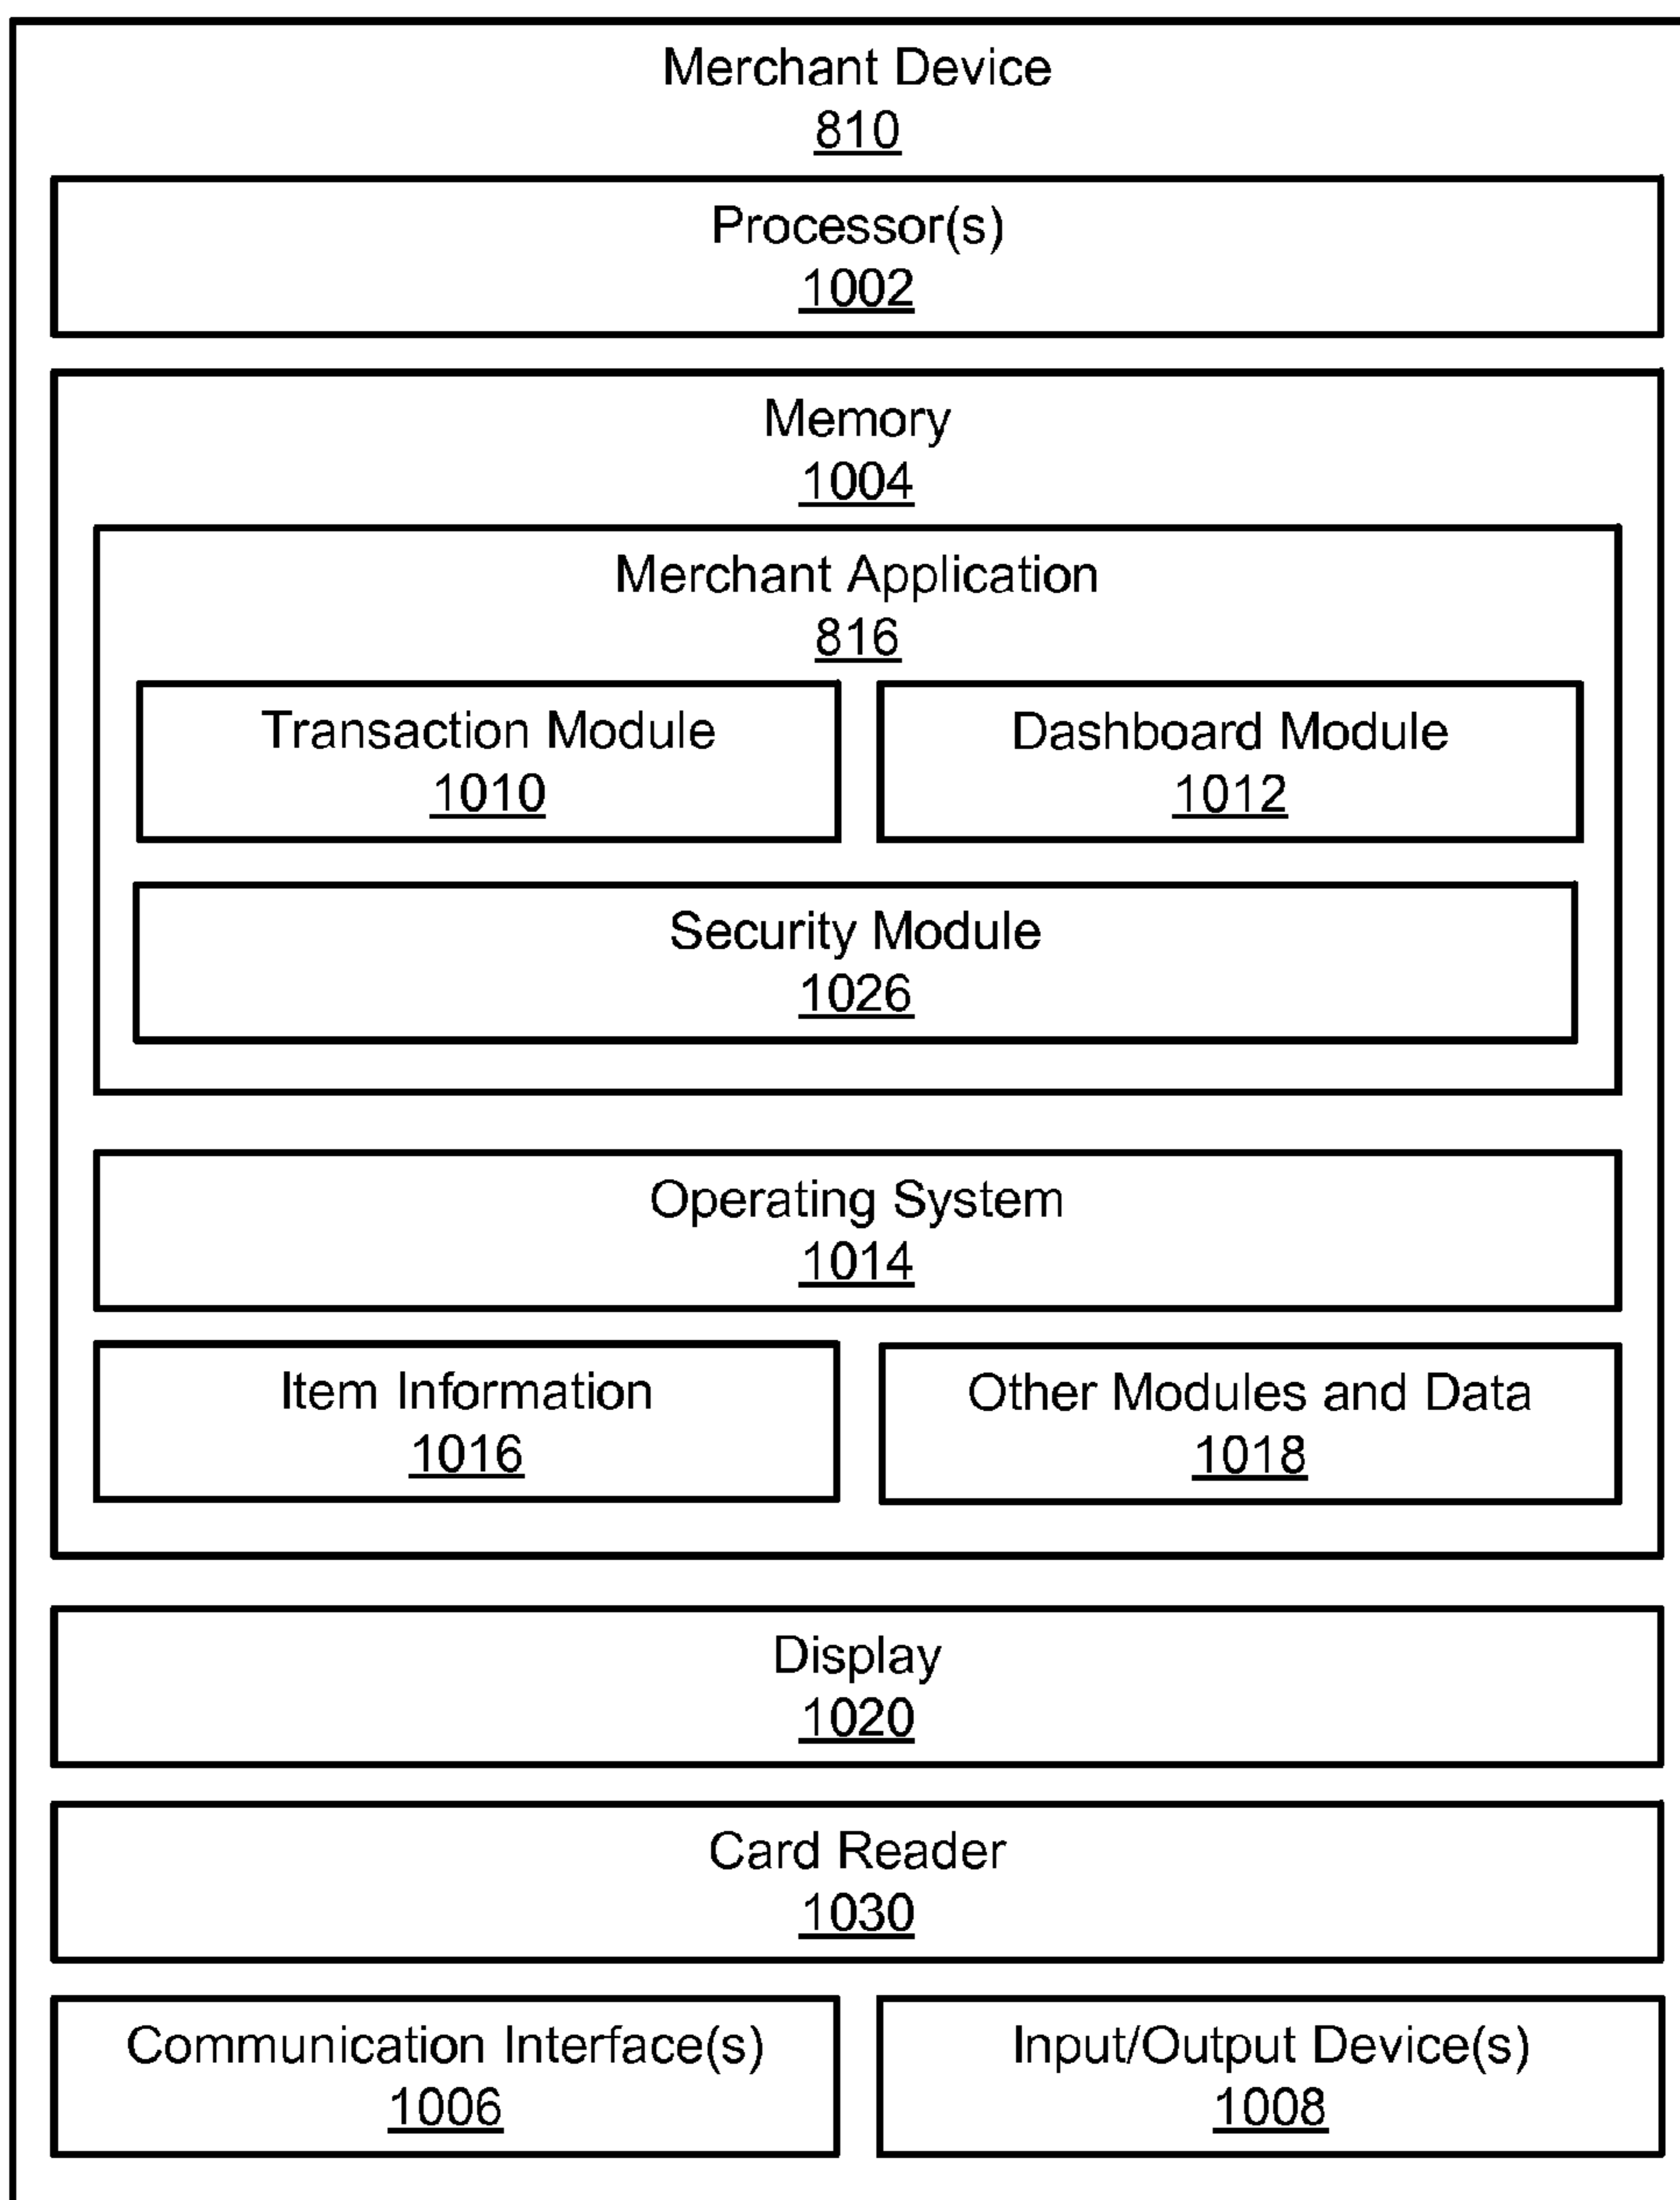 Merchant Device
810
Processor(s)
1002
Memory
1004
Merchant Application
816
Transaction Module
1010
Dashboard Module
1012
Security Module
1026
Operating System
1014
Item Information
1016
Other Modules and Data
1018
Display
1020
Card Reader
1030
Communication Interface(s)
1006
Input/Output Device(s)
1008